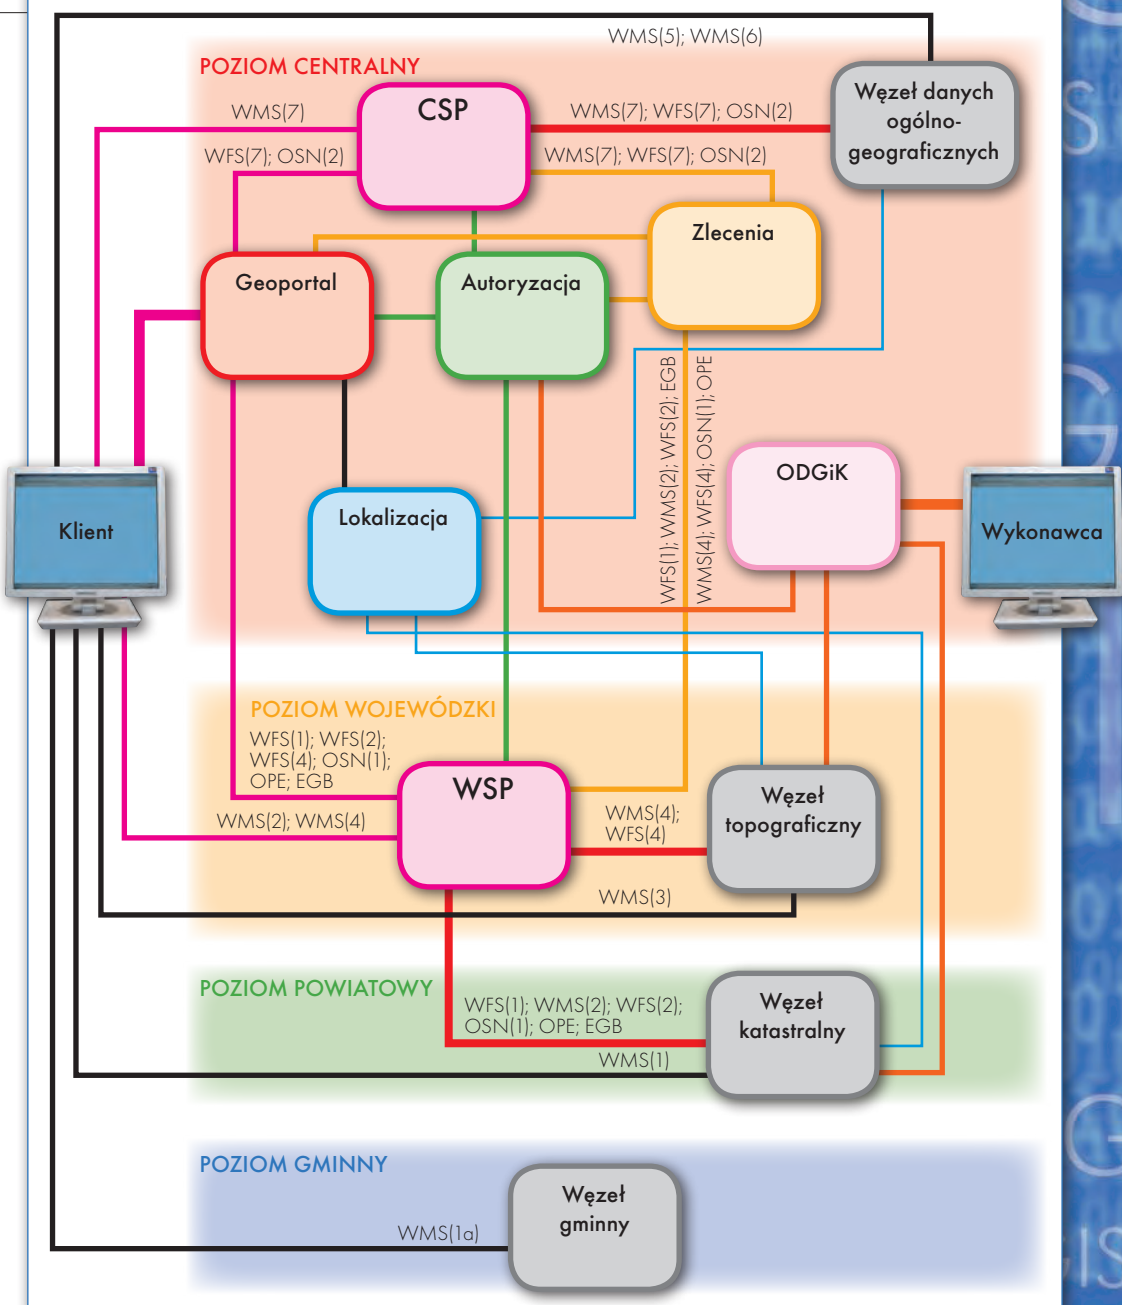 WMS(5); WMS(6)
POZIOM CENTRALNY
WMS(7)
CSP
WMS(7); WFS(7); OSN(2)
Węzeł danych
ogólno-
geograficznych
WFS(7); OSN(2)
WMS(7); WFS(7); OSN(2)
Zlecenia
Geoportal
Autoryzacja
WFS(1); WMS(2); WFS(2); EGB
WMS(4); WFS(4); OSN(1); OPE
ODGiK
Klient
Lokalizacja
Wykonawca
POZIOM WOJEWÓDZKI
WFS(1); WFS(2);
WFS(4); OSN(1);
OPE; EGB
WSP
WMS(2); WMS(4)
WMS(4);
WFS(4)
Węzeł
topograficzny
WMS(3)
POZIOM POWIATOWY
WFS(1); WMS(2); WFS(2);
OSN(1); OPE; EGB
Węzeł
katastralny
WMS(1)
POZIOM GMINNY
Węzeł
gminny
WMS(1a)